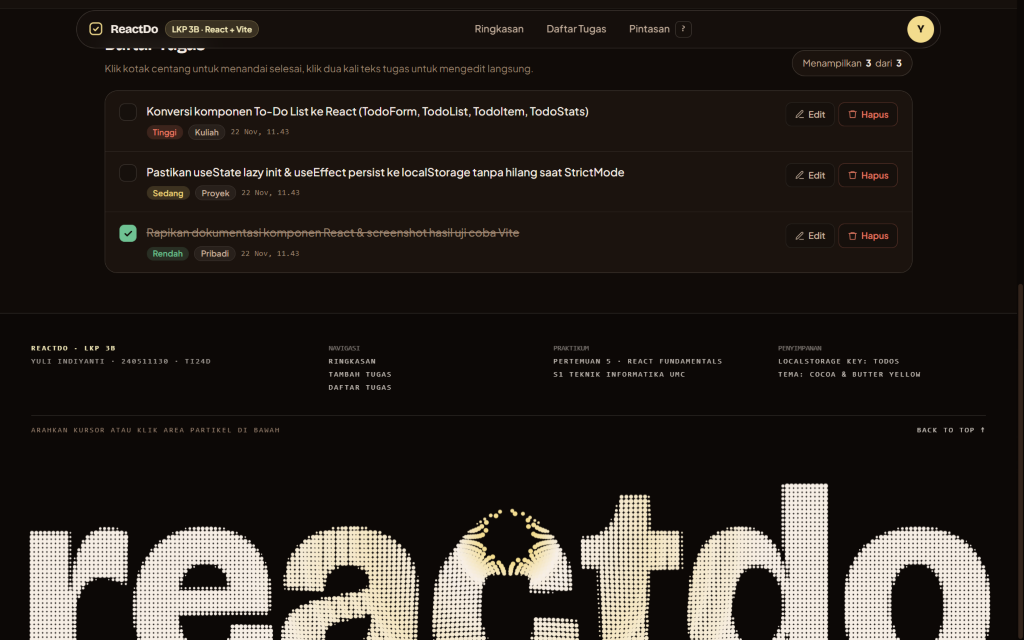 ReactDo LKP 3B · React + Vite Ringkasan Daftar Tugas Pintasan ? Y
Daftar Tugas
Klik kotak centang untuk menandai selesai, klik dua kali teks tugas untuk mengedit langsung.
Menampilkan 3 dari 3
Konversi komponen To-Do List ke React (TodoForm, TodoList, TodoItem, TodoStats)
Tinggi Kuliah 22 Nov, 11.43
Edit Hapus
Pastikan useState lazy init & useEffect persist ke localStorage tanpa hilang saat StrictMode
Sedang Proyek 22 Nov, 11.43
Edit Hapus
Rapikan dokumentasi komponen React & screenshot hasil uji coba Vite
Rendah Pribadi 22 Nov, 11.43
Edit Hapus
REACTDO · LKP 3B
YULI INDIYANTI · 240511130 · TI24D
NAVIGASI
RINGKASAN
TAMBAH TUGAS
DAFTAR TUGAS
PRAKTIKUM
PERTEMUAN 5 · REACT FUNDAMENTALS
S1 TEKNIK INFORMATIKA UMC
PENYIMPANAN
LOCALSTORAGE KEY: TODOS
TEMA: COCOA & BUTTER YELLOW
ARAHKAN KURSOR ATAU KLIK AREA PARTIKEL DI BAWAH
BACK TO TOP ↑
reactdo